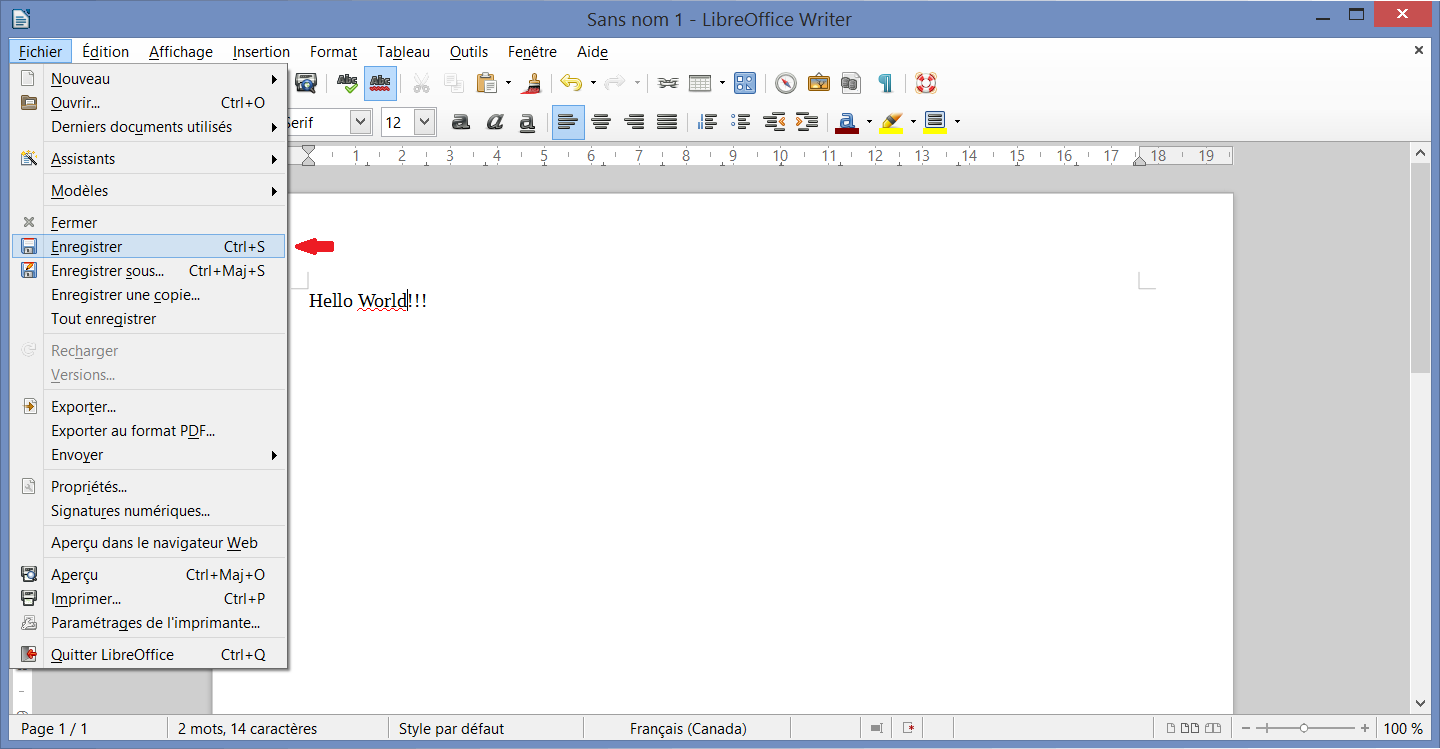 Sans nom 1 - LibreOffice Writer
Fichier Édition Affichage Insertion Format Tableau Outils Fenêtre Aide
Nouveau
Ouvrir... Ctrl+O
Derniers documents utilisés
Assistants
Modèles
Fermer
Enregistrer Ctrl+S
Enregistrer sous... Ctrl+Maj+S
Enregistrer une copie...
Tout enregistrer
Recharger
Versions...
Exporter...
Exporter au format PDF...
Envoyer
Propriétés...
Signatures numériques...
Aperçu dans le navigateur Web
Aperçu Ctrl+Maj+O
Imprimer... Ctrl+P
Paramétrages de l'imprimante...
Quitter LibreOffice Ctrl+Q
Abc Abc
Serif 12 a a a a
1 2 3 4 5 6 7 8 9 10 11 12 13 14 15 16 17 18 19
Hello World!!!
Page 1 / 1 2 mots, 14 caractères Style par défaut Français (Canada) 100 %